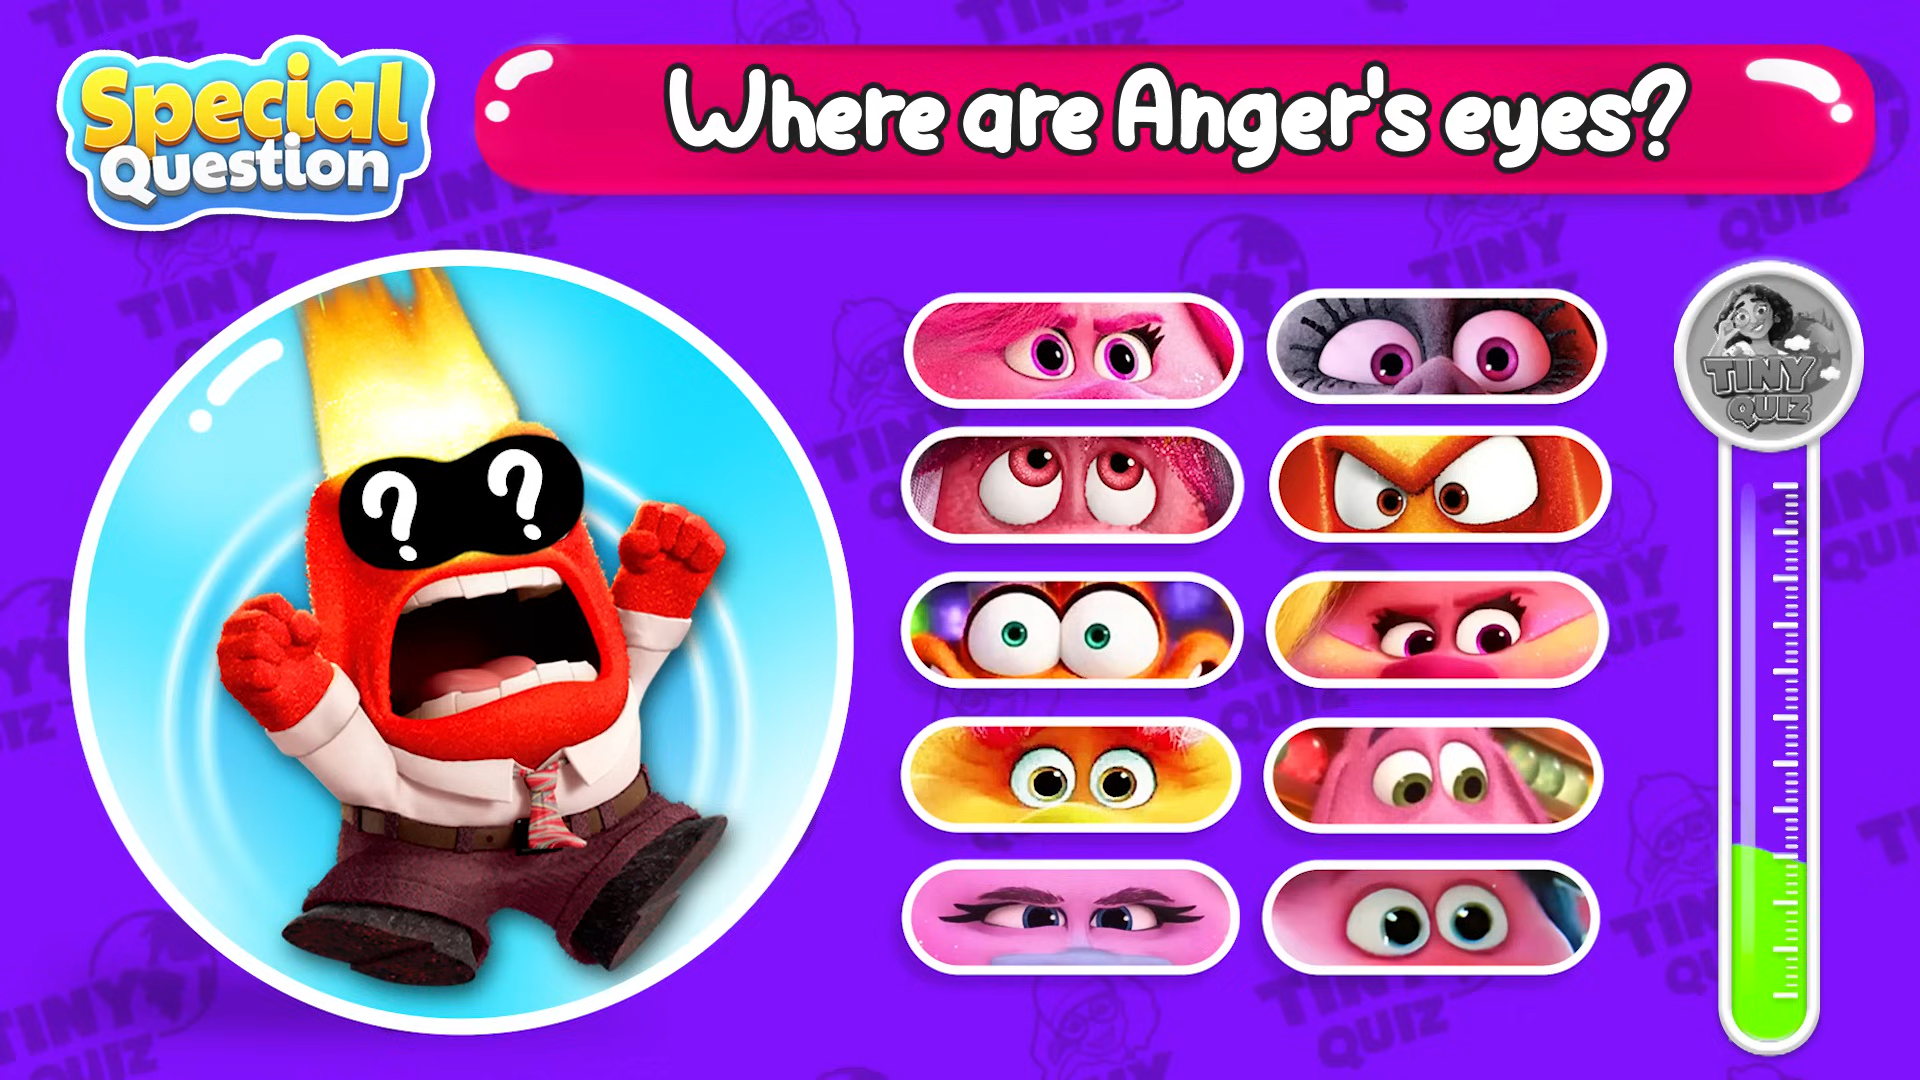 Special
Question
Where are Anger's eyes?
? ?
TINY
QUIZ